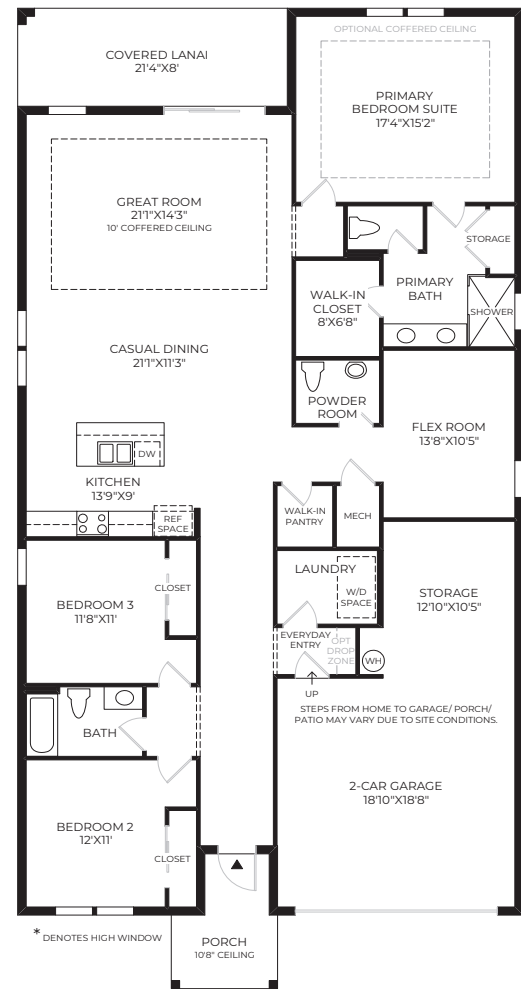 OPTIONAL COFFERED CEILING
COVERED LANAI
21'4"X8'
PRIMARY
BEDROOM SUITE
17'4"X15'2"
GREAT ROOM
21'1"X14'3"
10' COFFERED CEILING
STORAGE
PRIMARY
BATH
WALK-IN
CLOSET
8'X6'8"
SHOWER
CASUAL DINING
21'1"X11'3"
POWDER
ROOM
FLEX ROOM
13'8"X10'5"
DW
KITCHEN
13'9"X9'
REF
SPACE
WALK-IN
PANTRY
MECH
LAUNDRY
W/D
SPACE
CLOSET
BEDROOM 3
11'8"X11'
STORAGE
12'10"X10'5"
EVERYDAY
ENTRY
OPT
DROP
ZONE
WH
UP
STEPS FROM HOME TO GARAGE/ PORCH/
PATIO MAY VARY DUE TO SITE CONDITIONS.
BATH
2-CAR GARAGE
18'10"X18'8"
BEDROOM 2
12'X11'
CLOSET
* DENOTES HIGH WINDOW
PORCH
10'8" CEILING